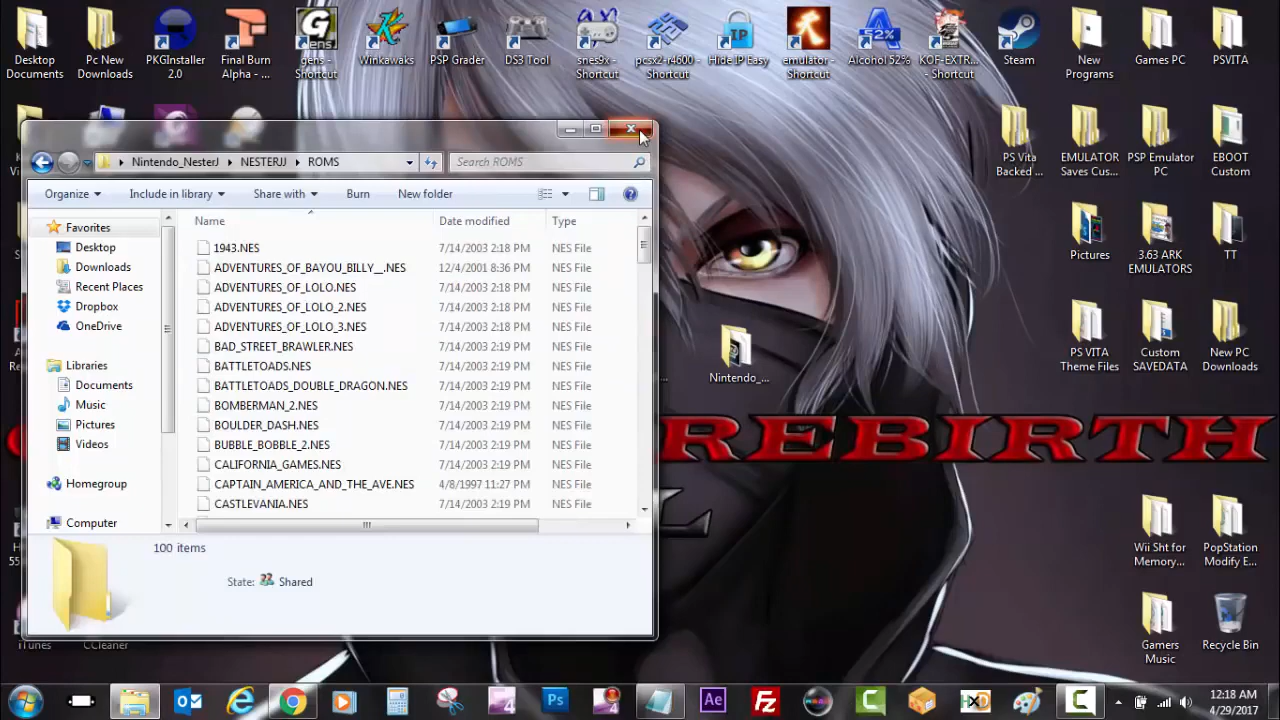 Desktop Documents
Pc New Downloads
PKGInstaller 2.0
Final Burn Alpha - ...
gens - Shortcut
Winkawaks
PSP Grader
DS3 Tool
snes9x - Shortcut
pcsx2-r4600 - Shortcut
Hide IP Easy
emulator - Shortcut
Alcohol 52%
KOF-EXTR... - Shortcut
Steam
New Programs
Games PC
PSVITA
Nintendo_NesterJ
NESTERJJ
ROMS
Search ROMS
Organize
Include in library
Share with
Burn
New folder
Name
Date modified
Type
Favorites
Desktop
Downloads
Recent Places
Dropbox
OneDrive
Libraries
Documents
Music
Pictures
Videos
Homegroup
Computer
1943.NES 7/14/2003 2:18 PM NES File
ADVENTURES_OF_BAYOU_BILLY__.NES 12/4/2001 8:36 PM NES File
ADVENTURES_OF_LOLO.NES 7/14/2003 2:18 PM NES File
ADVENTURES_OF_LOLO_2.NES 7/14/2003 2:18 PM NES File
ADVENTURES_OF_LOLO_3.NES 7/14/2003 2:18 PM NES File
BAD_STREET_BRAWLER.NES 7/14/2003 2:18 PM NES File
BATTLETOADS.NES 7/14/2003 2:19 PM NES File
BATTLETOADS_DOUBLE_DRAGON.NES 7/14/2003 2:19 PM NES File
BOMBERMAN_2.NES 7/14/2003 2:19 PM NES File
BOULDER_DASH.NES 7/14/2003 2:19 PM NES File
BUBBLE_BOBBLE_2.NES 7/14/2003 2:19 PM NES File
CALIFORNIA_GAMES.NES 7/14/2003 2:19 PM NES File
CAPTAIN_AMERICA_AND_THE_AVE.NES 4/8/1997 11:27 PM NES File
CASTLEVANIA.NES 7/14/2003 2:19 PM NES File
100 items
State: Shared
PS Vita Backed ...
EMULATOR Saves Cus...
PSP Emulator PC
EBOOT Custom
Pictures
3.63 ARK EMULATORS
TT
Nintendo_...
PS VITA Theme Files
Custom SAVEDATA
New PC Downloads
REBIRTH
Wii Sht for Memory...
PopStation Modify E...
Gamers Music
Recycle Bin
iTunes
CCleaner
12:18 AM
4/29/2017